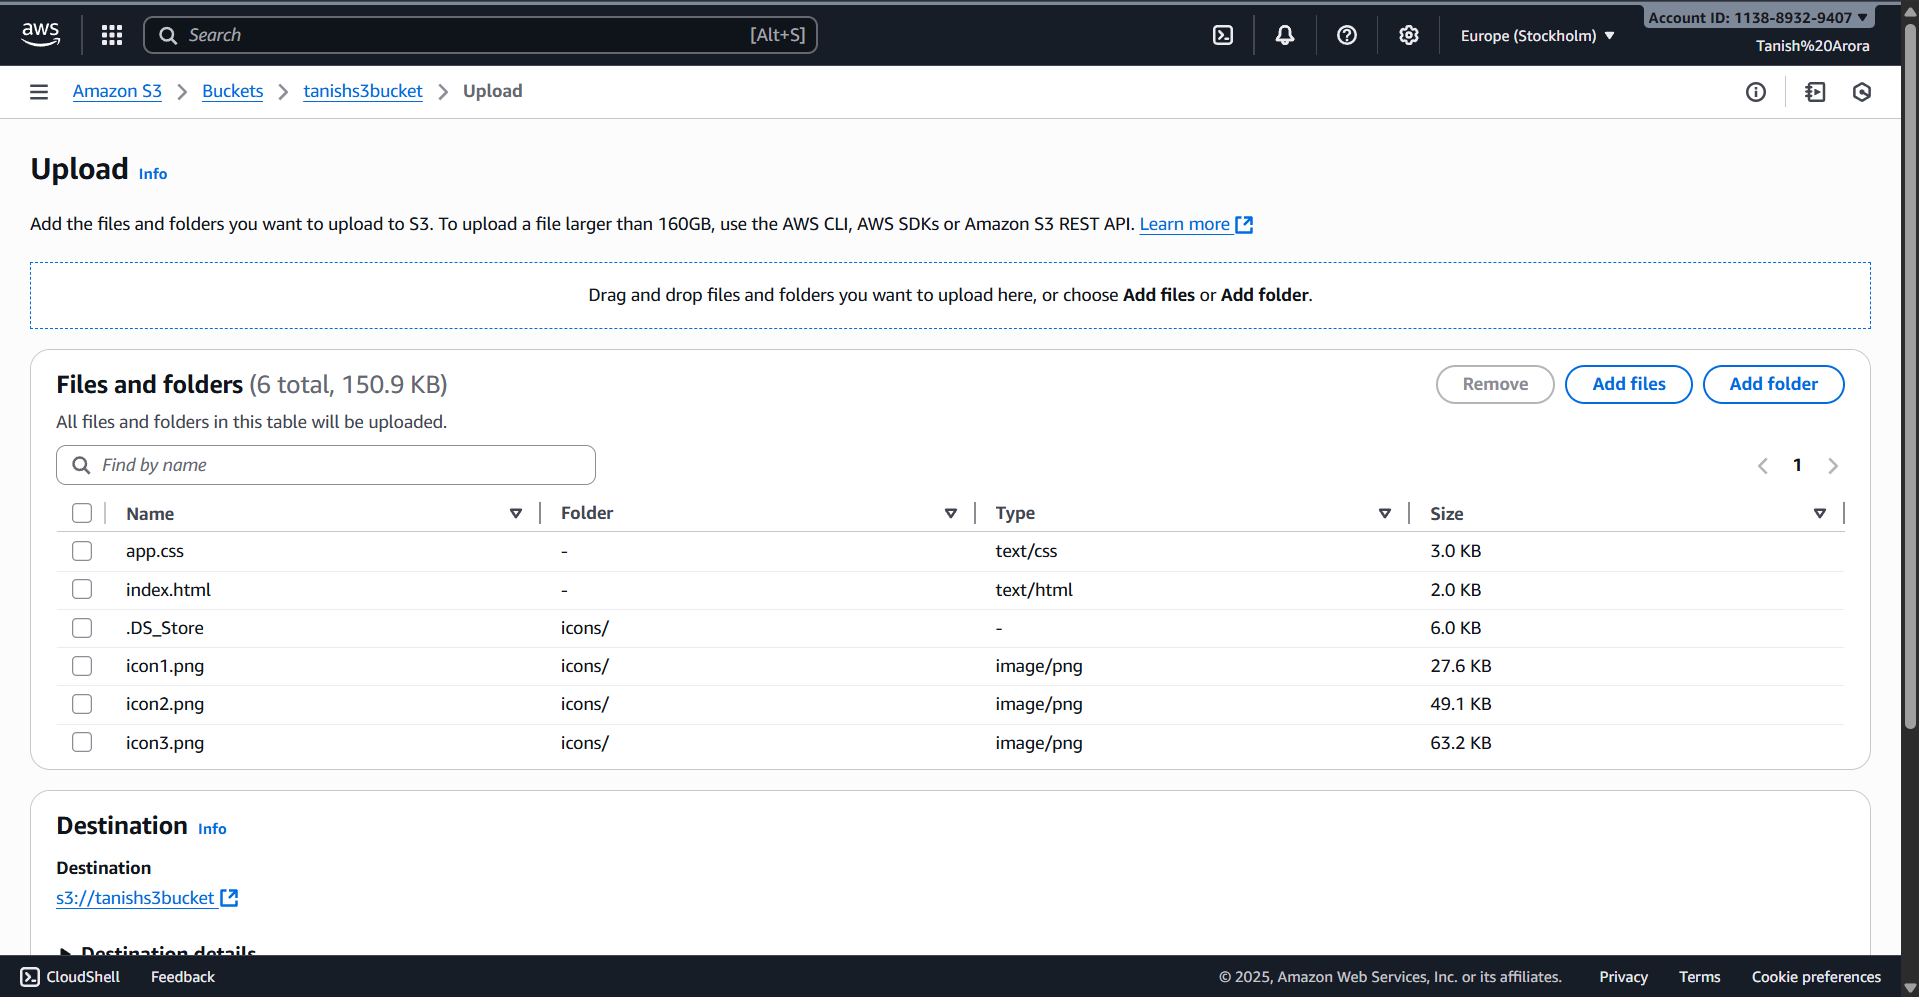 aws Search [Alt+S] Europe (Stockholm) Account ID: 1138-8932-9407
Tanish%20Arora
Amazon S3 Buckets tanishs3bucket Upload
Upload Info
Add the files and folders you want to upload to S3. To upload a file larger than 160GB, use the AWS CLI, AWS SDKs or Amazon S3 REST API. Learn more
Drag and drop files and folders you want to upload here, or choose Add files or Add folder.
Files and folders (6 total, 150.9 KB) Remove Add files Add folder
All files and folders in this table will be uploaded.
Find by name 1
Name Folder Type Size
app.css - text/css 3.0 KB
index.html - text/html 2.0 KB
.DS_Store icons/ - 6.0 KB
icon1.png icons/ image/png 27.6 KB
icon2.png icons/ image/png 49.1 KB
icon3.png icons/ image/png 63.2 KB
Destination Info
Destination
s3://tanishs3bucket
Destination details
CloudShell Feedback © 2025, Amazon Web Services, Inc. or its affiliates. Privacy Terms Cookie preferences